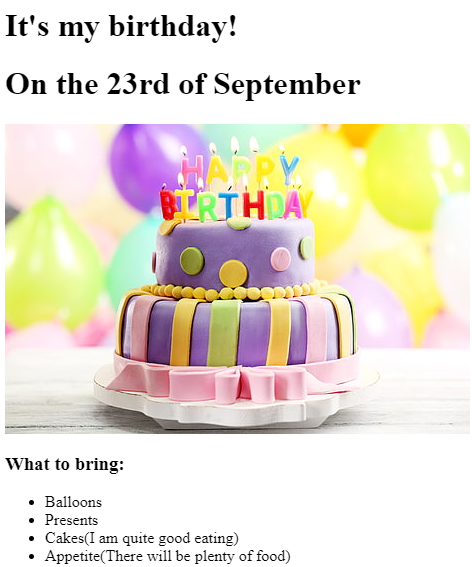 It's my birthday!
On the 23rd of September
HAPPY
BIRTHDAY
What to bring:
Balloons
Presents
Cakes(I am quite good eating)
Appetite(There will be plenty of food)